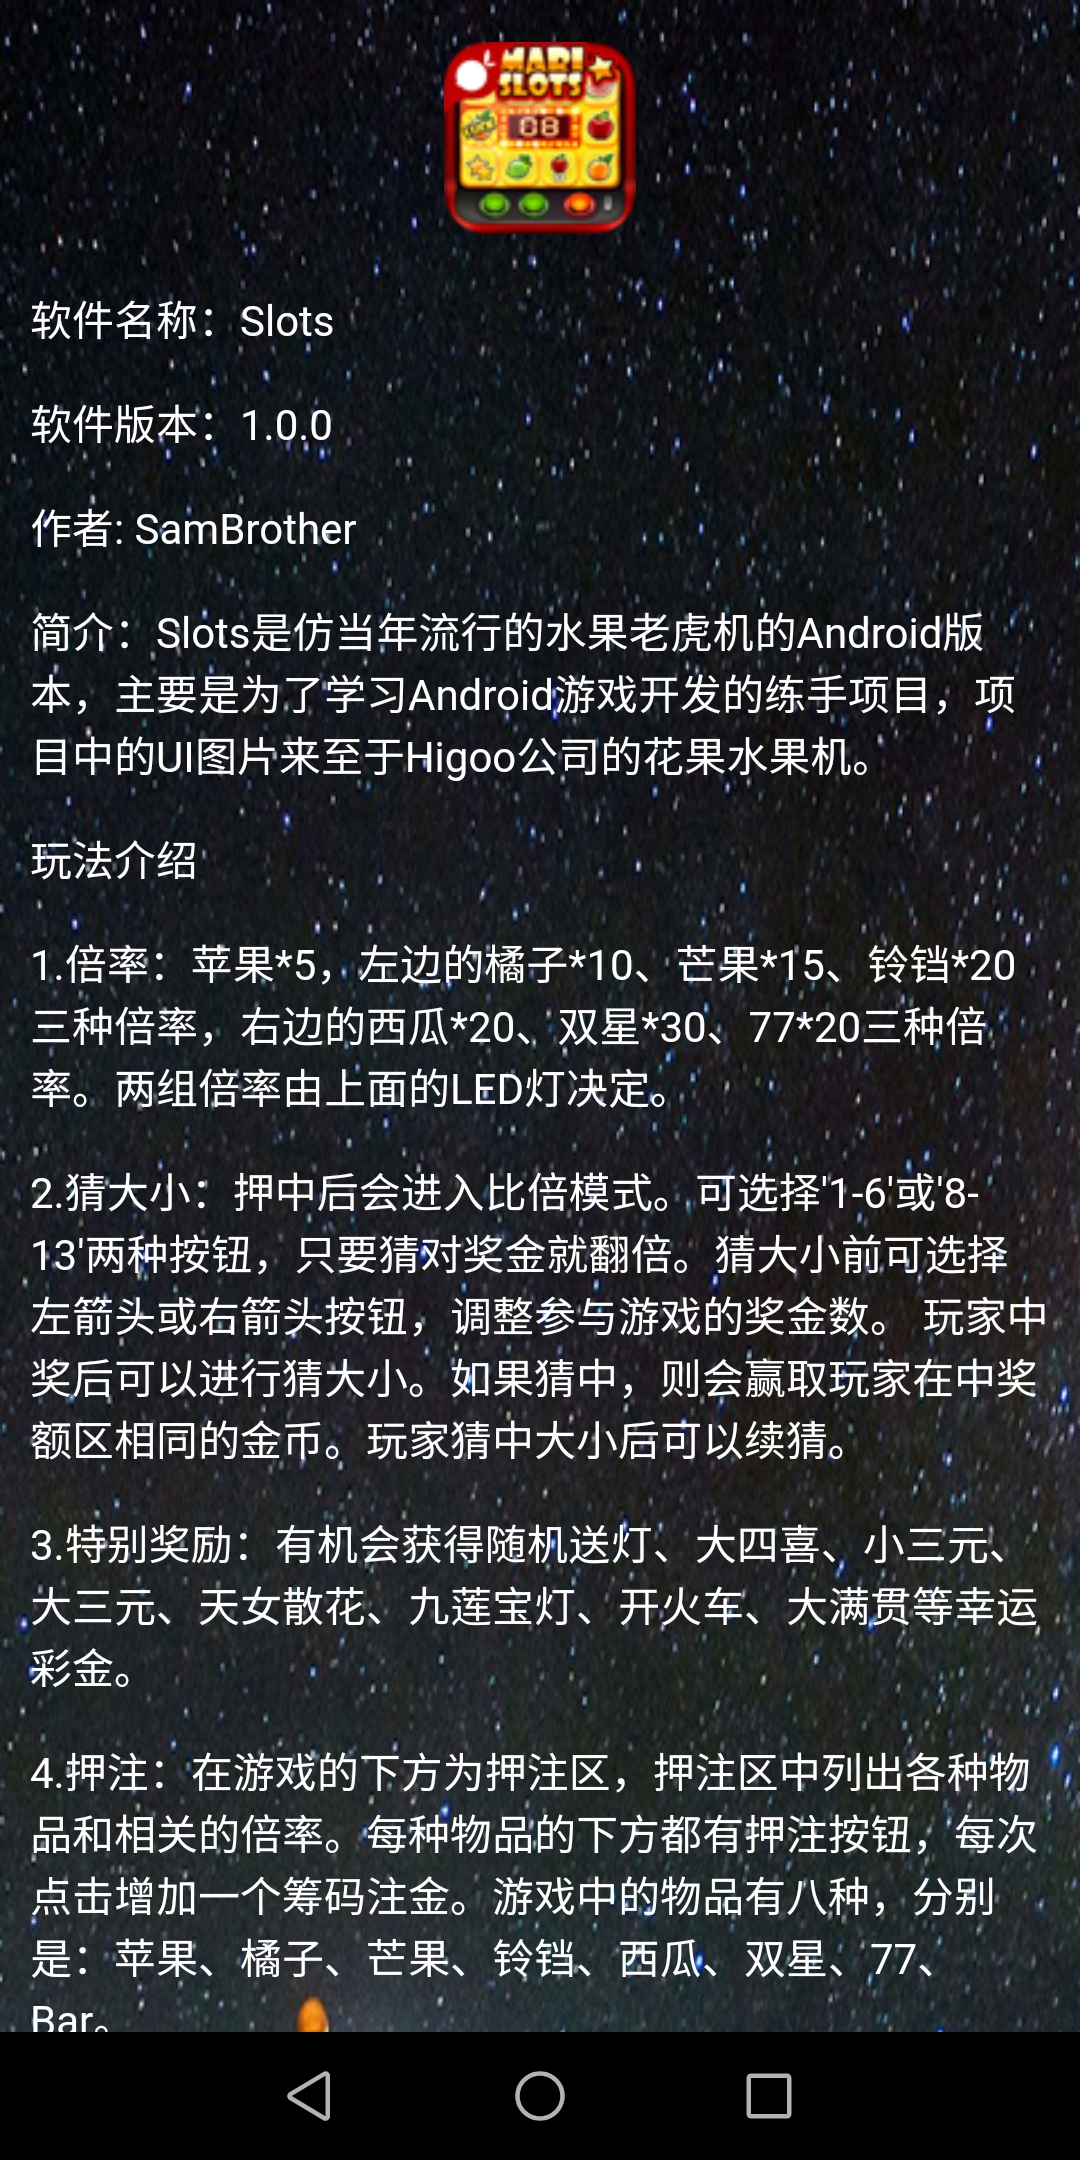 MARI
SLOTS
08
软件名称：Slots
软件版本：1.0.0
作者: SamBrother
简介：Slots是仿当年流行的水果老虎机的Android版
本，主要是为了学习Android游戏开发的练手项目，项
目中的UI图片来至于Higoo公司的花果水果机。
玩法介绍
1.倍率：苹果*5，左边的橘子*10、芒果*15、铃铛*20
三种倍率，右边的西瓜*20、双星*30、77*20三种倍
率。两组倍率由上面的LED灯决定。
2.猜大小：押中后会进入比倍模式。可选择'1-6'或'8-
13'两种按钮，只要猜对奖金就翻倍。猜大小前可选择
左箭头或右箭头按钮，调整参与游戏的奖金数。 玩家中
奖后可以进行猜大小。如果猜中，则会赢取玩家在中奖
额区相同的金币。玩家猜中大小后可以续猜。
3.特别奖励：有机会获得随机送灯、大四喜、小三元、
大三元、天女散花、九莲宝灯、开火车、大满贯等幸运
彩金。
4.押注：在游戏的下方为押注区，押注区中列出各种物
品和相关的倍率。每种物品的下方都有押注按钮，每次
点击增加一个筹码注金。游戏中的物品有八种，分别
是：苹果、橘子、芒果、铃铛、西瓜、双星、77、
Bar。